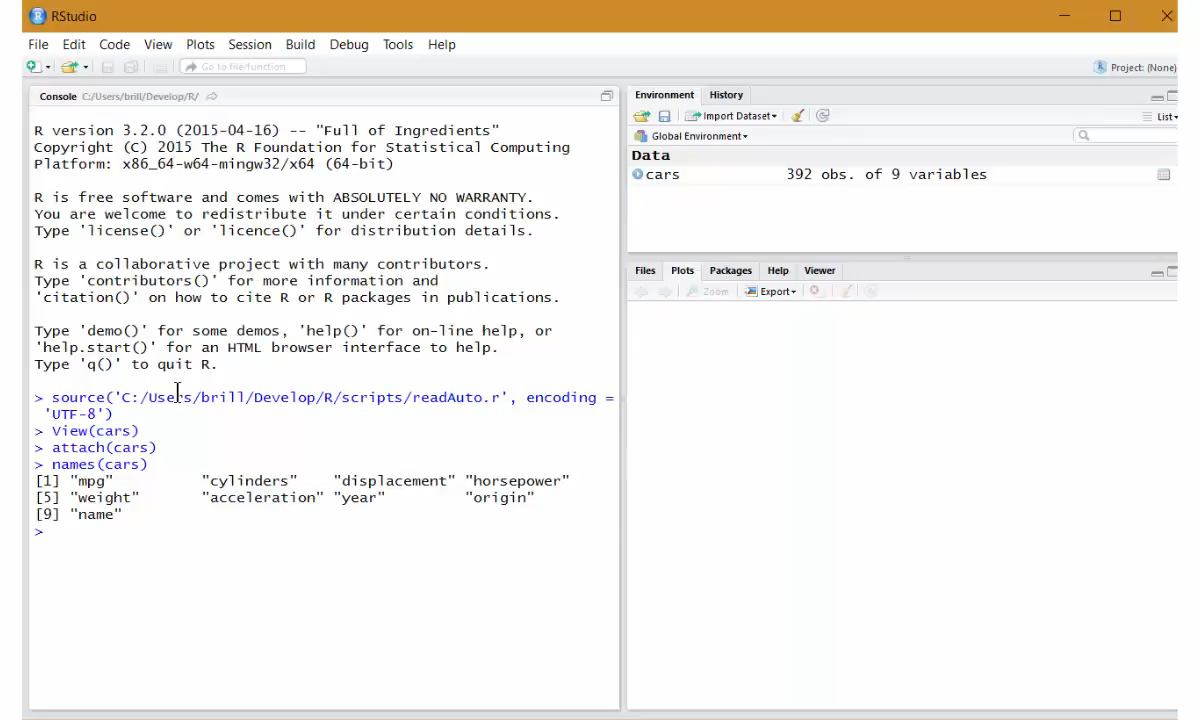 RStudio
File Edit Code View Plots Session Build Debug Tools Help
Go to file/function
Project: (None)
Console C:/Users/brill/Develop/R/
R version 3.2.0 (2015-04-16) -- "Full of Ingredients"
Copyright (C) 2015 The R Foundation for Statistical Computing
Platform: x86_64-w64-mingw32/x64 (64-bit)
R is free software and comes with ABSOLUTELY NO WARRANTY.
You are welcome to redistribute it under certain conditions.
Type 'license()' or 'licence()' for distribution details.
R is a collaborative project with many contributors.
Type 'contributors()' for more information and
'citation()' on how to cite R or R packages in publications.
Type 'demo()' for some demos, 'help()' for on-line help, or
'help.start()' for an HTML browser interface to help.
Type 'q()' to quit R.
> source('C:/Users/brill/Develop/R/scripts/readAuto.r', encoding =
'UTF-8')
> View(cars)
> attach(cars)
> names(cars)
[1] "mpg" "cylinders" "displacement" "horsepower"
[5] "weight" "acceleration" "year" "origin"
[9] "name"
>
Environment History
Import Dataset
List
Global Environment
Data
cars 392 obs. of 9 variables
Files Plots Packages Help Viewer
Zoom Export